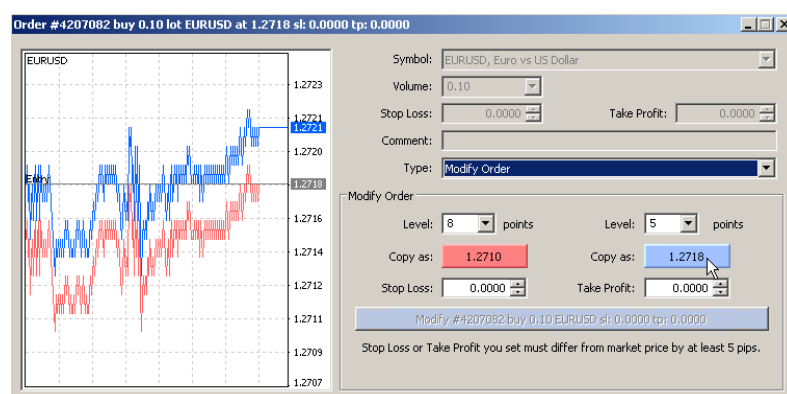 Order #4207082 buy 0.10 lot EURUSD at 1.2718 sl: 0.0000 tp: 0.0000
EURUSD
1.2723
1.2721
1.2721
1.2720
Entry
1.2718
1.2716
1.2714
1.2712
1.2711
1.2709
1.2707
Symbol: EURUSD, Euro vs US Dollar
Volume: 0.10
Stop Loss: 0.0000 Take Profit: 0.0000
Comment:
Type: Modify Order
Modify Order
Level: 8 points Level: 5 points
Copy as: 1.2710 Copy as: 1.2718
Stop Loss: 0.0000 Take Profit: 0.0000
Modify #4207082 buy 0.10 EURUSD sl: 0.0000 tp: 0.0000
Stop Loss or Take Profit you set must differ from market price by at least 5 pips.